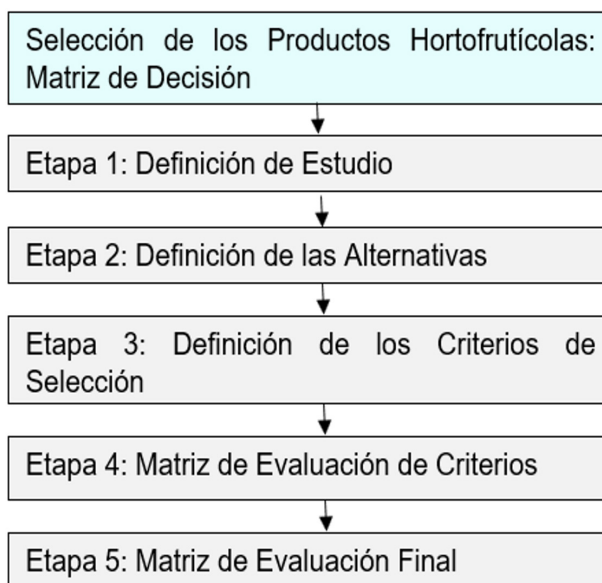 Selección de los Productos Hortofrutícolas:
Matriz de Decisión
Etapa 1: Definición de Estudio
Etapa 2: Definición de las Alternativas
Etapa 3: Definición de los Criterios de
Selección
Etapa 4: Matriz de Evaluación de Criterios
Etapa 5: Matriz de Evaluación Final